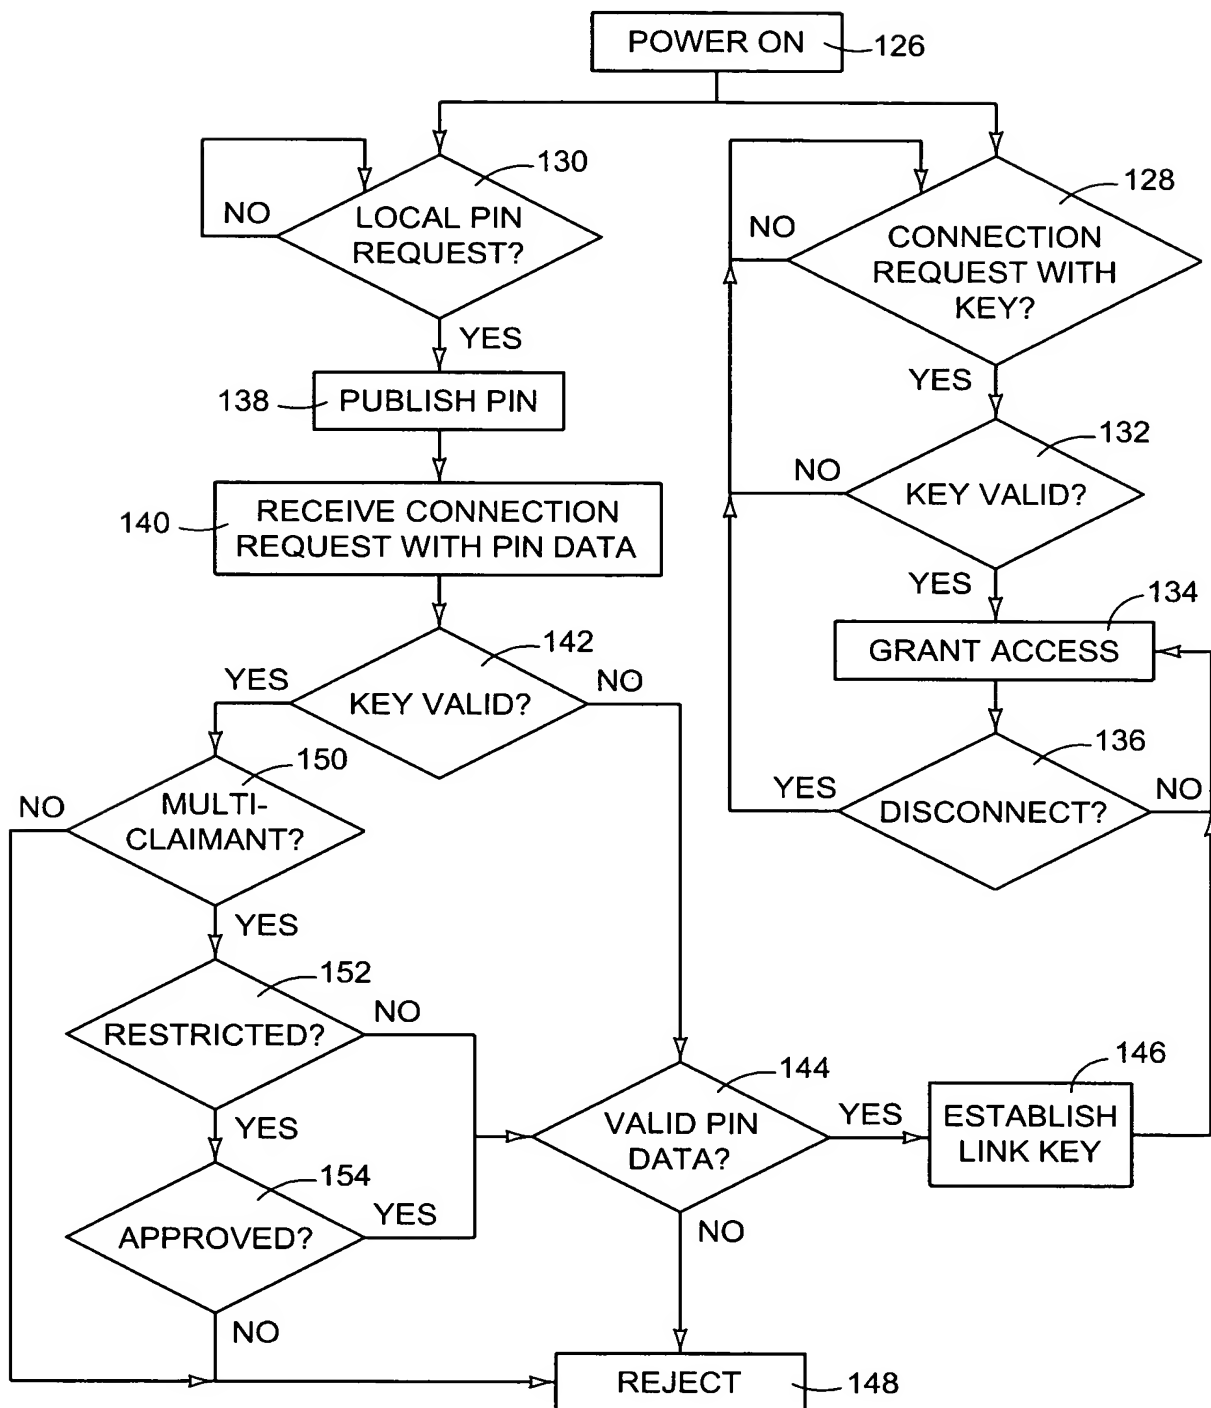 POWER ON
126
130
LOCAL PIN
REQUEST?
NO
YES
128
CONNECTION
REQUEST WITH
KEY?
NO
YES
138
PUBLISH PIN
132
KEY VALID?
NO
YES
140
RECEIVE CONNECTION
REQUEST WITH PIN DATA
134
GRANT ACCESS
142
KEY VALID?
YES
NO
136
DISCONNECT?
YES
NO
150
MULTI-
CLAIMANT?
NO
YES
152
RESTRICTED?
NO
YES
144
VALID PIN
DATA?
YES
NO
146
ESTABLISH
LINK KEY
154
APPROVED?
YES
NO
REJECT
148